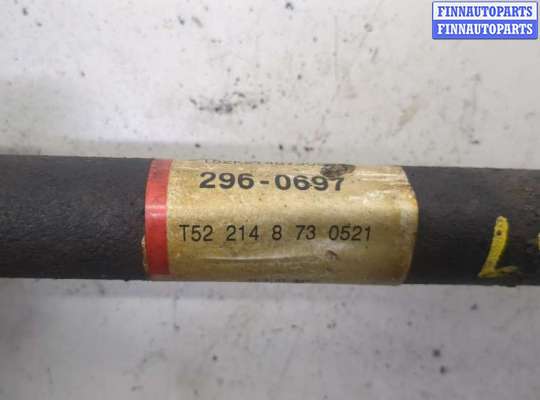 FINNAUTOPARTS
FINNAUTOPARTS
296-0697
T52 214 8 73 0521